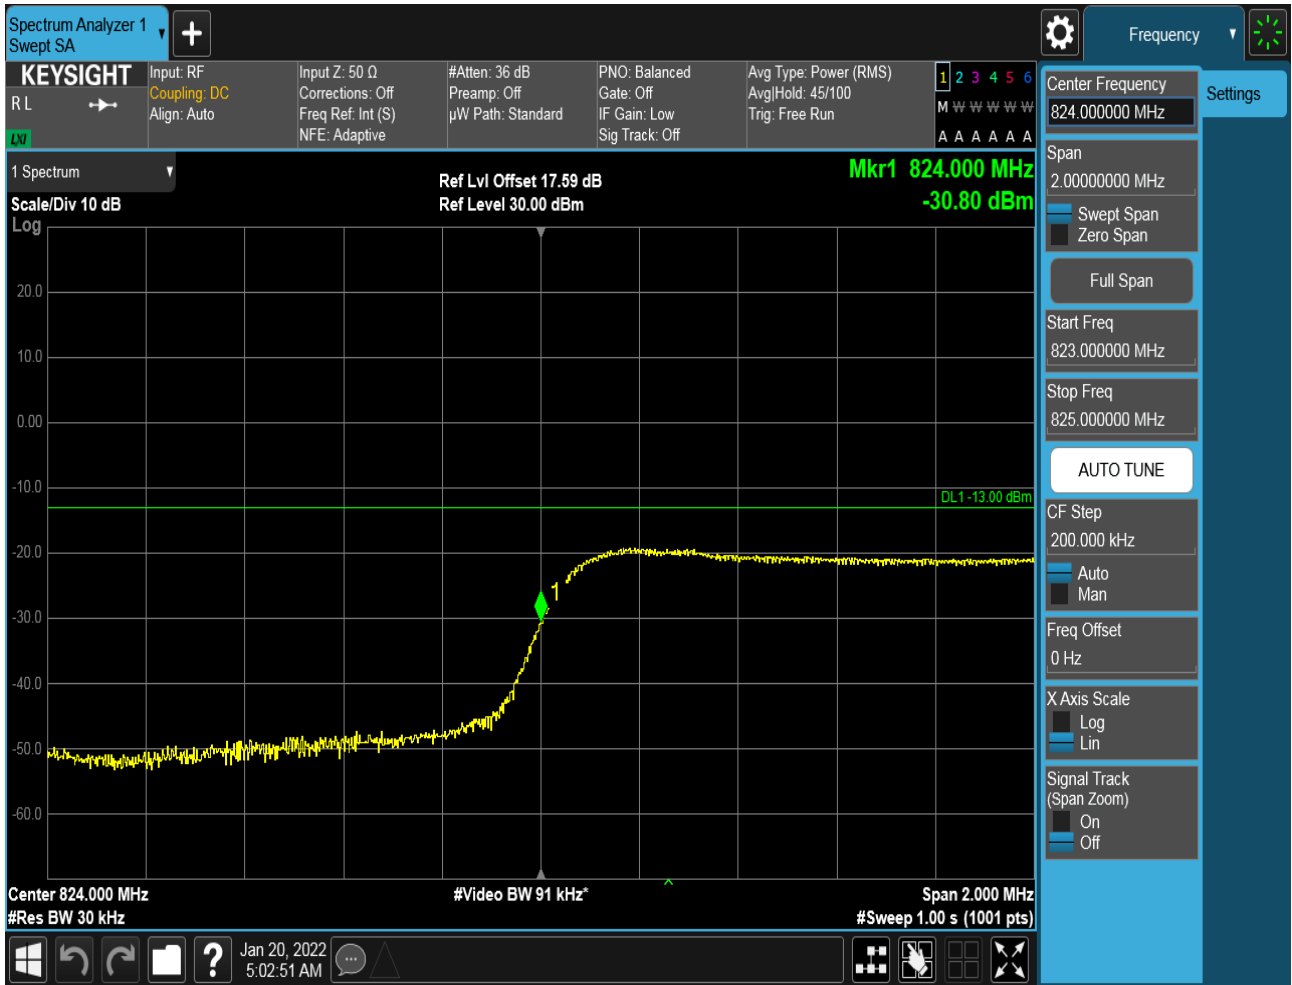 Spectrum Analyzer 1
Swept SA
Frequency
KEYSIGHT
R L
LXI
Input: RF
Coupling: DC
Align: Auto
Input Z: 50 Ω
Corrections: Off
Freq Ref: Int (S)
NFE: Adaptive
#Atten: 36 dB
Preamp: Off
µW Path: Standard
PNO: Balanced
Gate: Off
IF Gain: Low
Sig Track: Off
Avg Type: Power (RMS)
Avg|Hold: 45/100
Trig: Free Run
1 2 3 4 5 6
M W W W W W
A A A A A A
1 Spectrum
Scale/Div 10 dB
Log
Ref Lvl Offset 17.59 dB
Ref Level 30.00 dBm
Mkr1 824.000 MHz
-30.80 dBm
20.0
10.0
0.00
-10.0
-20.0
-30.0
-40.0
-50.0
-60.0
DL1 -13.00 dBm
1
Center 824.000 MHz
#Res BW 30 kHz
#Video BW 91 kHz*
Span 2.000 MHz
#Sweep 1.00 s (1001 pts)
Jan 20, 2022
5:02:51 AM
Center Frequency
824.000000 MHz
Settings
Span
2.00000000 MHz
Swept Span
Zero Span
Full Span
Start Freq
823.000000 MHz
Stop Freq
825.000000 MHz
AUTO TUNE
CF Step
200.000 kHz
Auto
Man
Freq Offset
0 Hz
X Axis Scale
Log
Lin
Signal Track
(Span Zoom)
On
Off